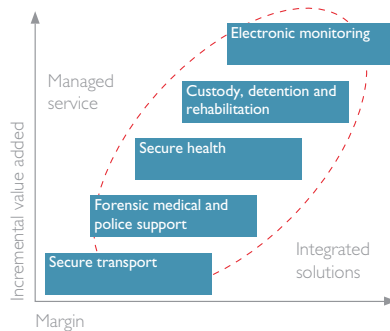 Electronic monitoring
Managed
service
Custody, detention and
rehabilitation
Secure health
Forensic medical and
police support
Integrated
solutions
Secure transport
Incremental value added
Margin